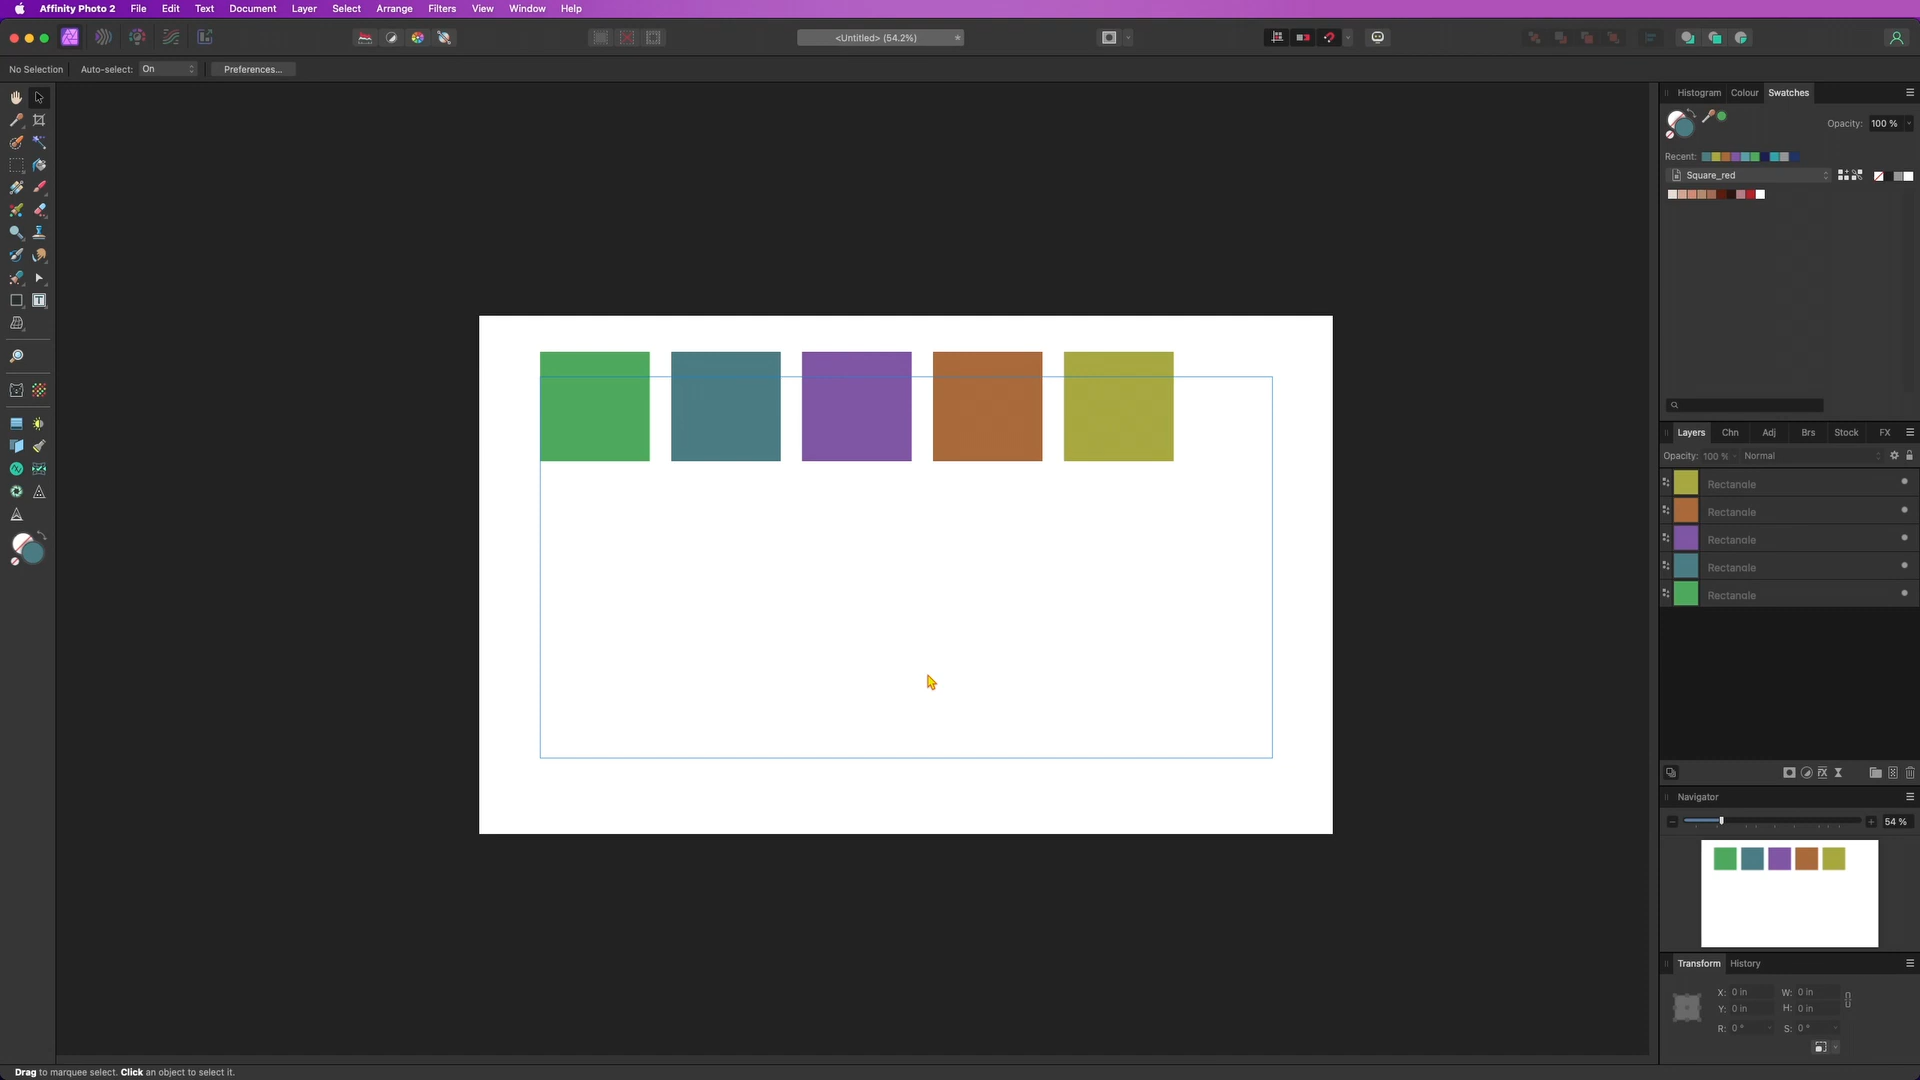 Affinity Photo 2 File Edit Text Document Layer Select Arrange Filters View Window Help
<Untitled> (54.2%) *
No Selection Auto-select: On Preferences...
Histogram Colour Swatches
Opacity: 100 %
Recent:
Square_red
Layers Chn Adj Brs Stock FX
Opacity: 100 % Normal
Rectangle
Rectangle
Rectangle
Rectangle
Rectangle
Navigator
54 %
Transform History
X: 0 in W: 0 in
Y: 0 in H: 0 in
R: 0 ° S: 0 °
Drag to marquee select. Click an object to select it.